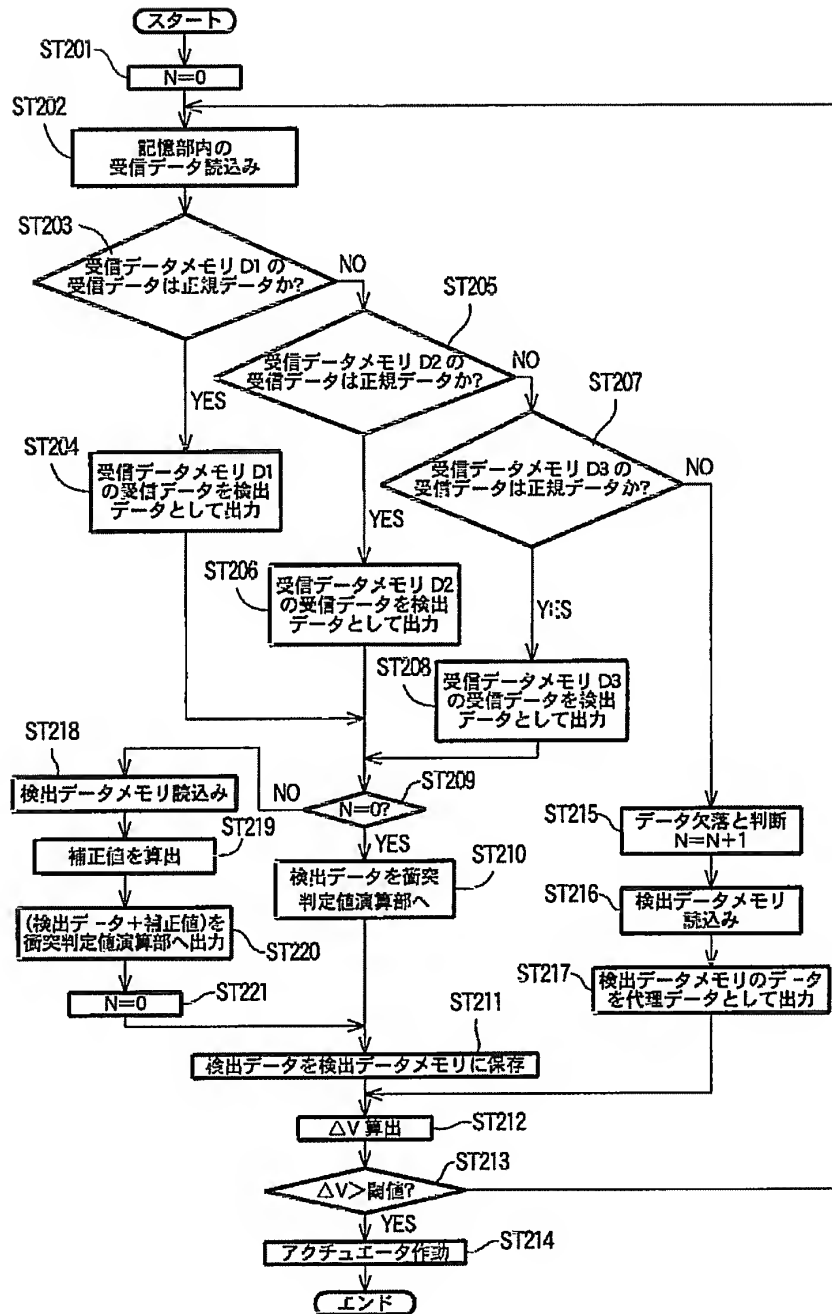 スタート
ST201
N=0
ST202
記憶部内の
受信データ読込み
ST203
受信データメモリ D1 の
受信データは正規データか?
NO
ST205
受信データメモリ D2 の
受信データは正規データか?
NO
ST207
YES
ST204
受信データメモリ D1
の受信データを検出
データとして出力
受信データメモリ D3 の
受信データは正規データか?
NO
YES
ST206
受信データメモリ D2
の受信データを検出
データとして出力
YES
ST208
受信データメモリ D3
の受信データを検出
データとして出力
ST218
検出データメモリ読込み
NO
ST209
N=0?
ST219
補正値を算出
YES
ST210
検出データを衝突
判定値演算部へ
ST215
データ欠落と判断
N=N+1
ST216
検出データメモリ
読込み
(検出データ+補正値)を
衝突判定値演算部へ出力
ST220
ST217
検出データメモリのデータ
を代理データとして出力
N=0
ST221
ST211
検出データを検出データメモリに保存
△V 算出
ST212
ST213
△V>閾値?
YES
アクチュエータ作動
ST214
エンド